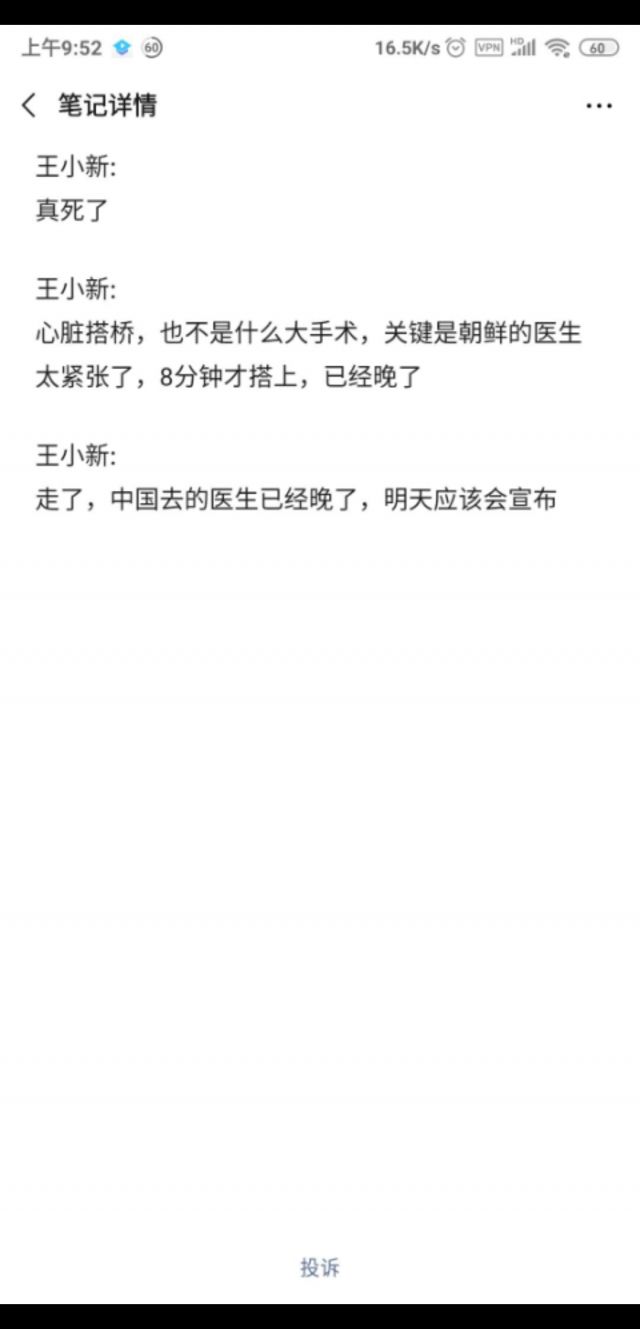 上午9:52 60 16.5K/s VPN HD 60
笔记详情
王小新:
真死了
王小新:
心脏搭桥，也不是什么大手术，关键是朝鲜的医生
太紧张了，8分钟才搭上，已经晚了
王小新:
走了，中国去的医生已经晚了，明天应该会宣布
投诉